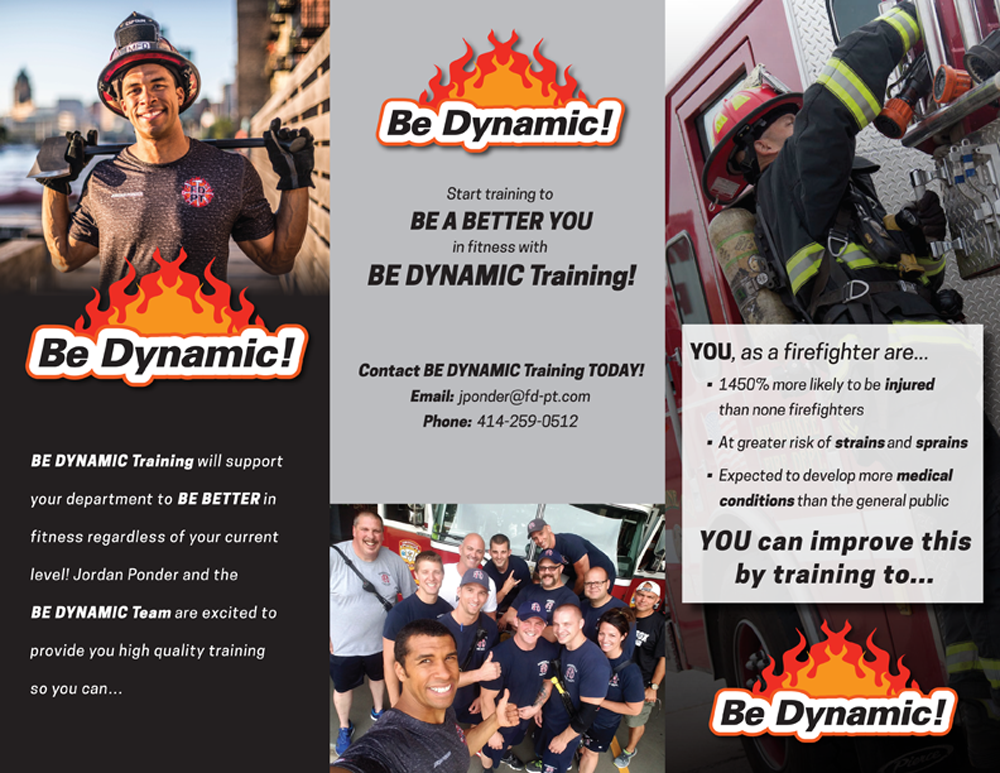 CAPTAIN
MFD
FD
PT
Be Dynamic!
BE DYNAMIC Training will support
your department to BE BETTER in
fitness regardless of your current
level! Jordan Ponder and the
BE DYNAMIC Team are excited to
provide you high quality training
so you can...
Be Dynamic!
Start training to
BE A BETTER YOU
in fitness with
BE DYNAMIC Training!
Contact BE DYNAMIC Training TODAY!
Email: jponder@fd-pt.com
Phone: 414-259-0512
YOU, as a firefighter are...
▪ 1450% more likely to be injured
than none firefighters
▪ At greater risk of strains and sprains
▪ Expected to develop more medical
conditions than the general public
YOU can improve this
by training to...
Be Dynamic!
Pierce